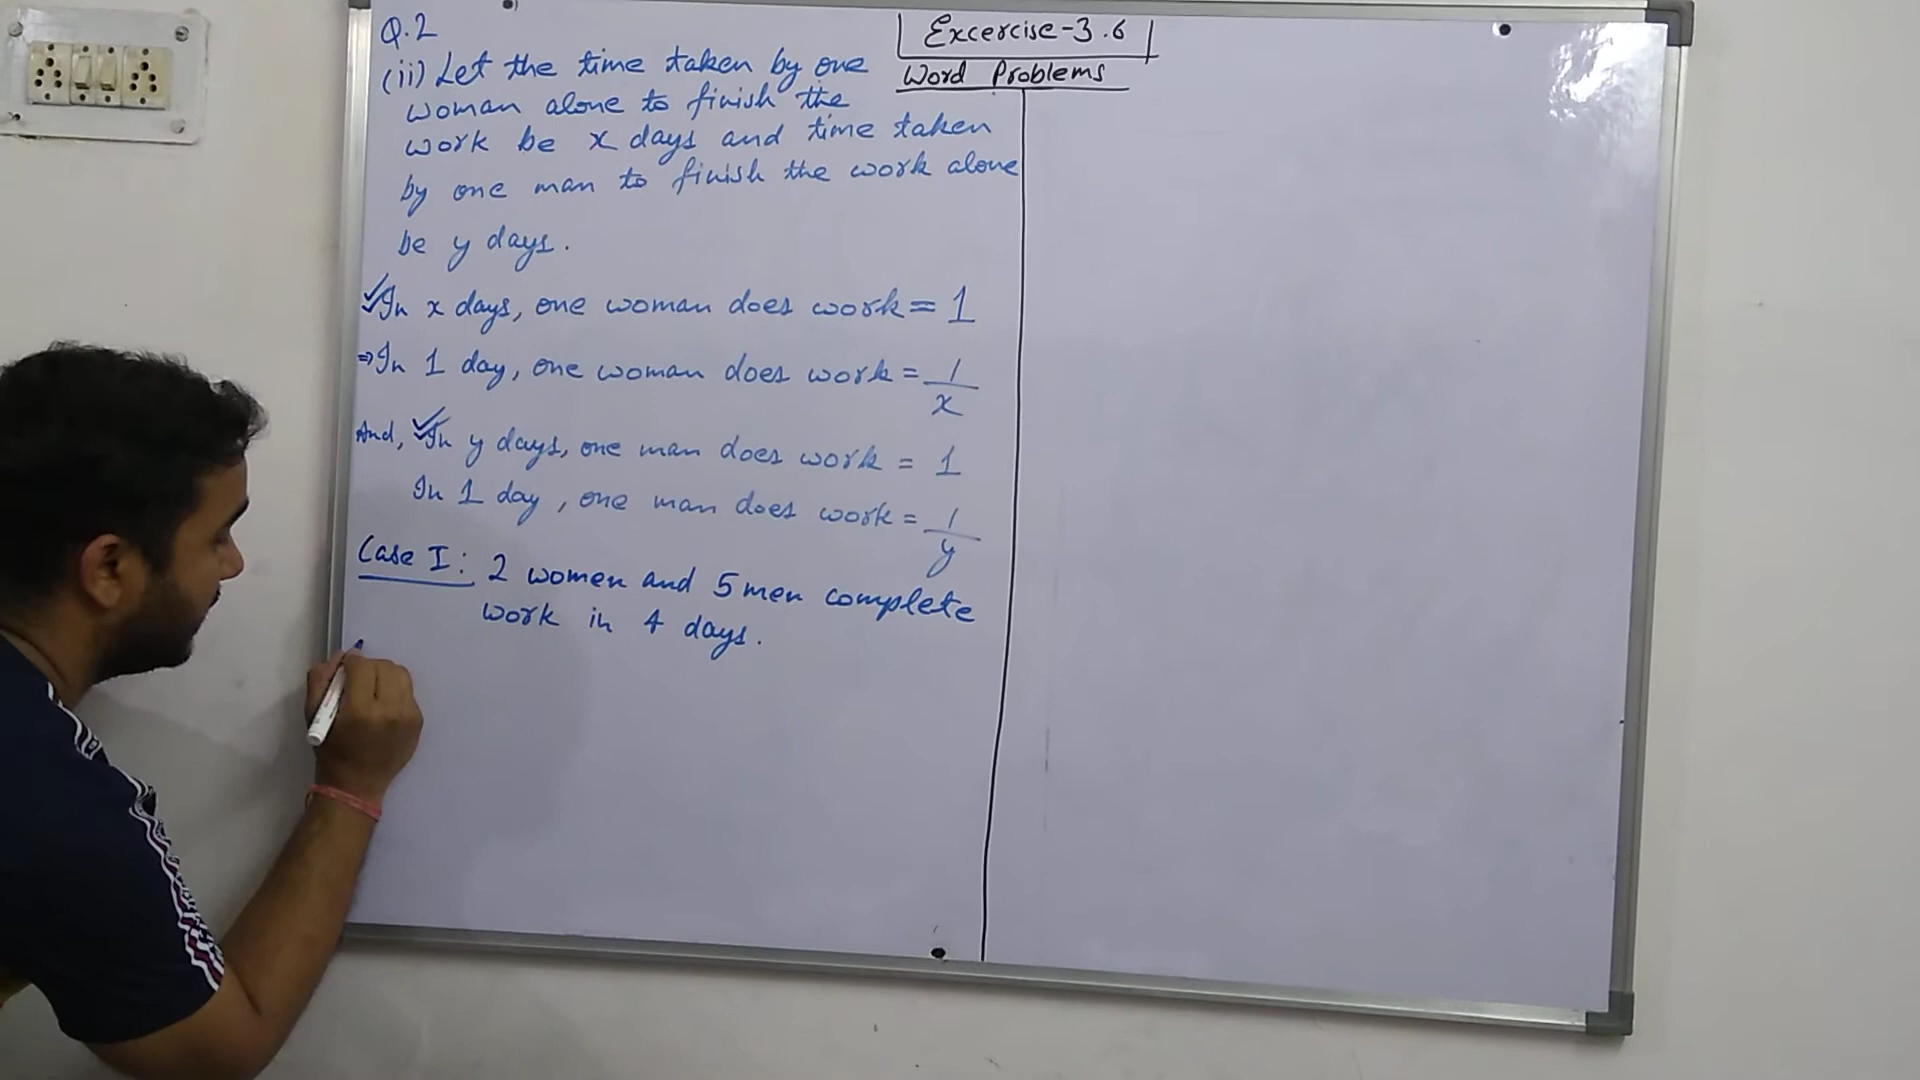 Excercise-3.6
Word Problems
Q.2
(ii) Let the time taken by one
woman alone to finish the
work be x days and time taken
by one man to finish the work alone
be y days.
In x days, one woman does work = 1
⇒ In 1 day, one woman does work = 1/x
And, In y days, one man does work = 1
In 1 day, one man does work = 1/y
Case I: 2 women and 5 men complete
work in 4 days.